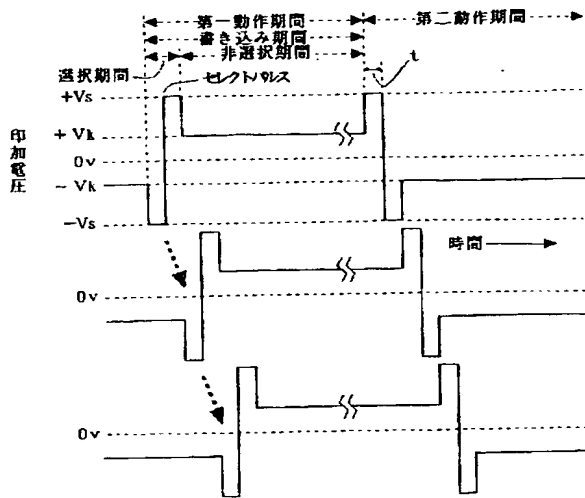 第一動作期間
第二動作期間
書き込み期間
非選択期間
選択期間
セレクトパルス
t
+Vs
+Vk
0v
-Vk
-Vs
印加電圧
時間
0v
0v